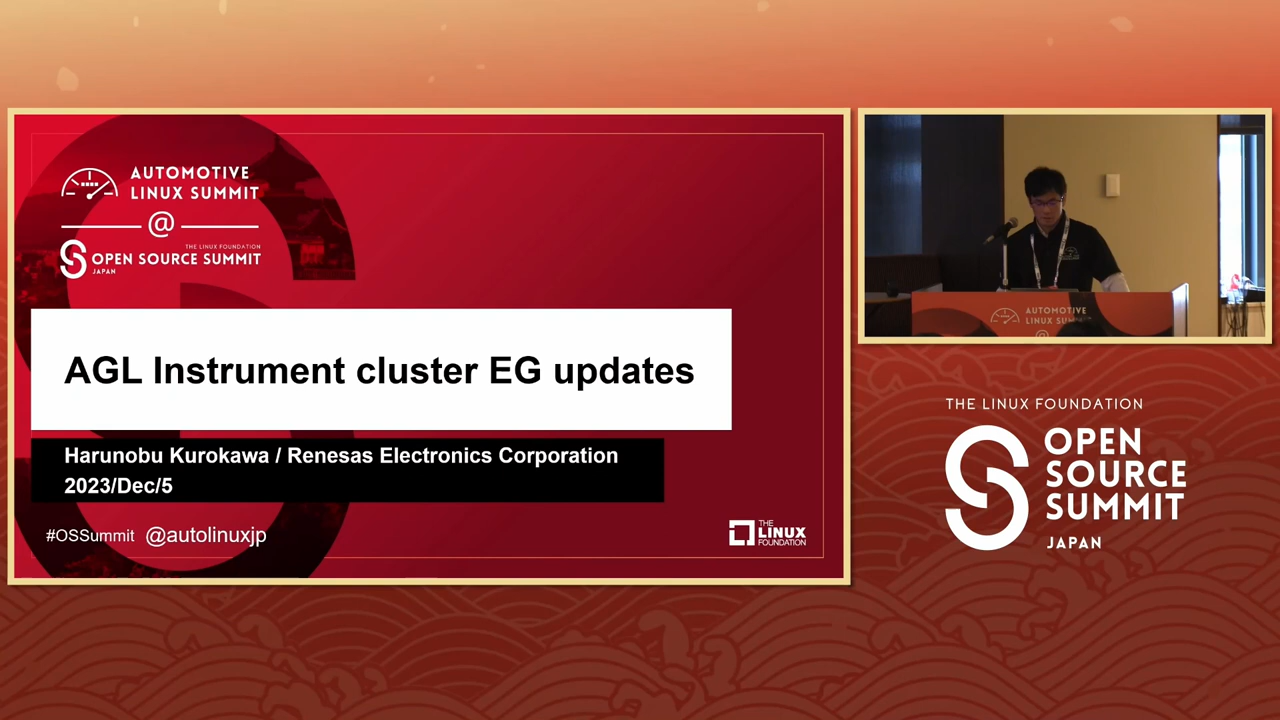 AUTOMOTIVE
LINUX SUMMIT
@
THE LINUX FOUNDATION
OPEN SOURCE SUMMIT
JAPAN
AGL Instrument cluster EG updates
Harunobu Kurokawa / Renesas Electronics Corporation
2023/Dec/5
#OSSummit @autolinuxjp
THE
LINUX
FOUNDATION
AUTOMOTIVE
LINUX SUMMIT
@
THE LINUX FOUNDATION
OPEN
SOURCE
SUMMIT
JAPAN